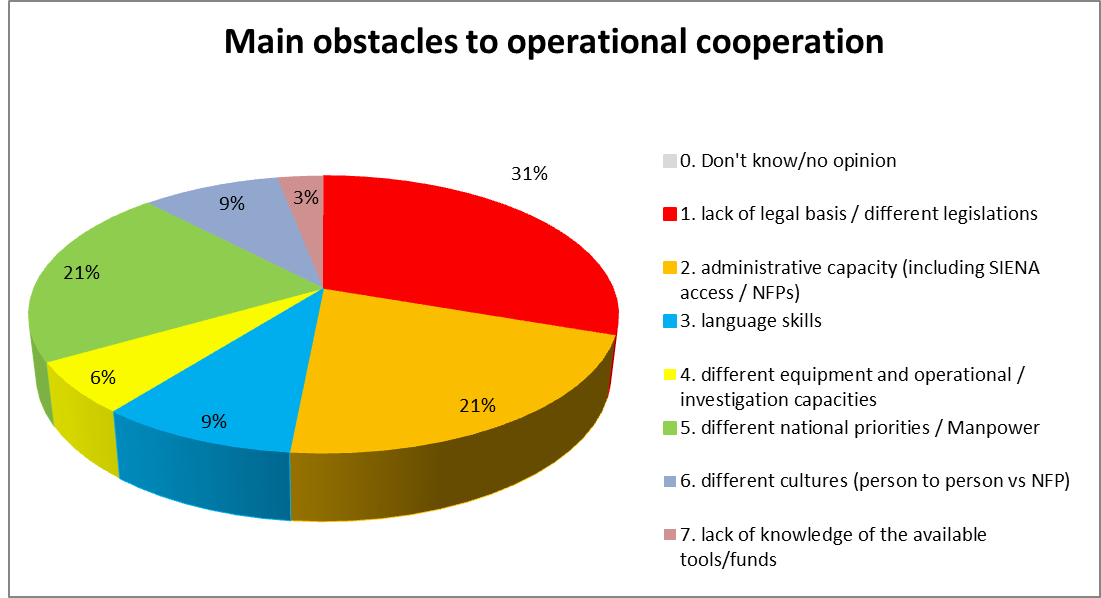 Main obstacles to operational cooperation
31%
3%
9%
21%
6%
9%
21%
0. Don't know/no opinion
1. lack of legal basis / different legislations
2. administrative capacity (including SIENA
access / NFPs)
3. language skills
4. different equipment and operational /
investigation capacities
5. different national priorities / Manpower
6. different cultures (person to person vs NFP)
7. lack of knowledge of the available
tools/funds